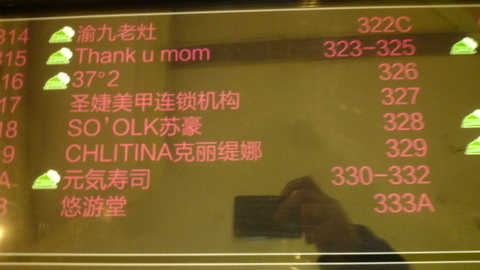 314 渝九老灶 322C
315 Thank u mom 323-325
16 37°2 326
17 圣婕美甲连锁机构 327
18 SO'OLK苏豪 328
9 CHLITINA克丽缇娜 329
A 元気寿司 330-332
B 悠游堂 333A